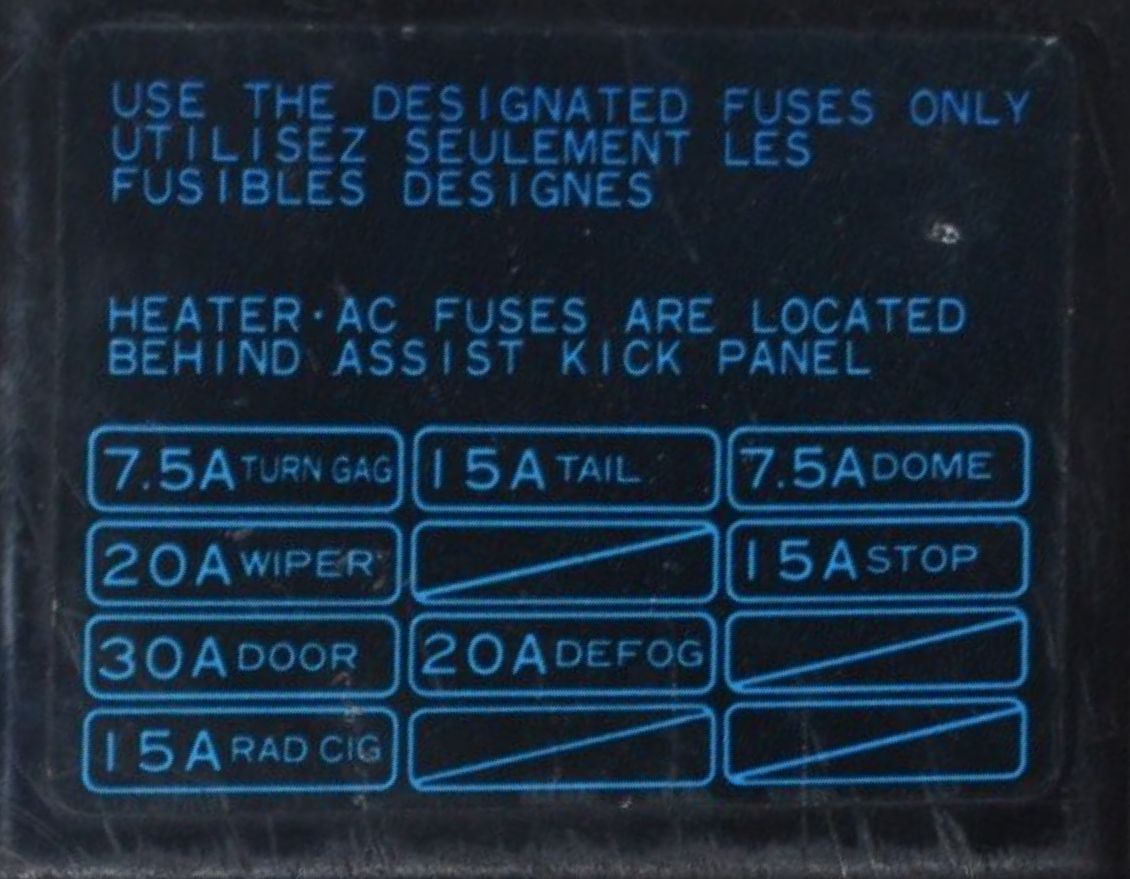 USE THE DESIGNATED FUSES ONLY
UTILISEZ SEULEMENT LES
FUSIBLES DESIGNES
HEATER·AC FUSES ARE LOCATED
BEHIND ASSIST KICK PANEL
7.5A TURN GAG 15A TAIL 7.5A DOME
20A WIPER 15A STOP
30A DOOR 20A DEFOG
15A RAD CIG